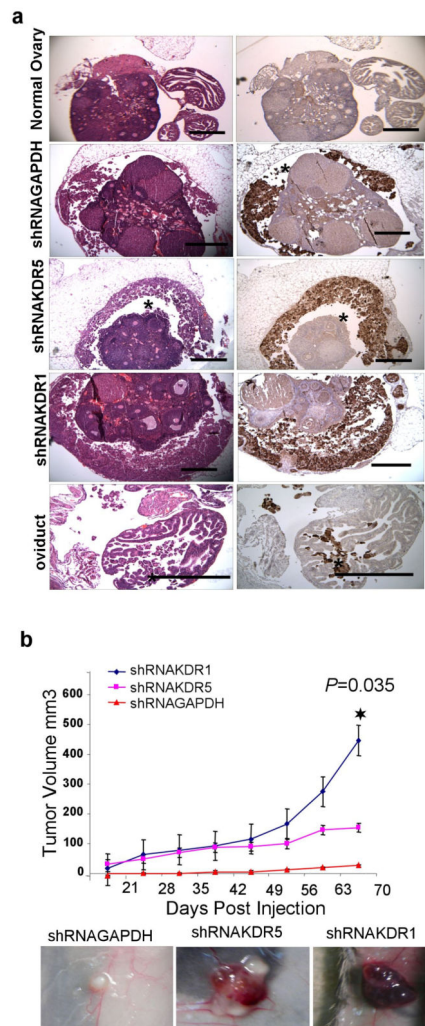 a
Normal Ovary
shRNAGAPDH
*
shRNAKDR5
* *
shRNAKDR1
oviduct
* *
b
shRNAKDR1
shRNAKDR5
shRNAGAPDH
P=0.035
Tumor Volume mm3
600
500
400
300
200
100
0
21 28 35 45 49 56 63 70
Days Post Injection
shRNAGAPDH shRNAKDR5 shRNAKDR1